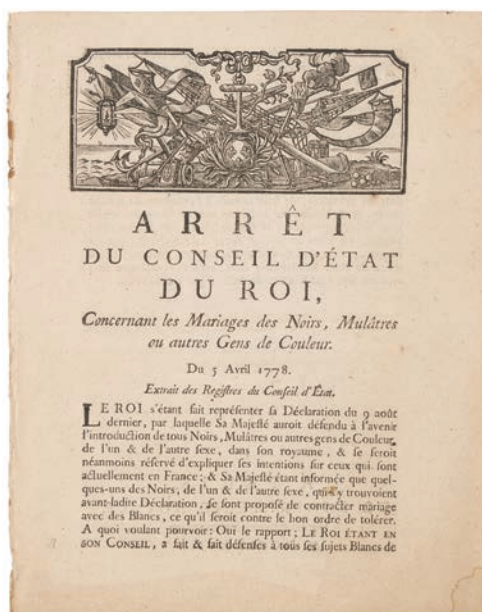 ARRÊT
DU CONSEIL D'ÉTAT
DU ROI,
Concernant les Mariages des Noirs, Mulâtres
ou autres Gens de Couleur.
Du 5 Avril 1778.
Extrait des Registres du Conseil d'État.
LE ROI s'étant fait représenter sa Déclaration du 9 août
dernier, par laquelle Sa Majesté auroit défendu à l'avenir
l'introduction de tous Noirs, Mulâtres ou autres gens de Couleur,
de l'un & de l'autre sexe, dans son royaume, & se seroit
néanmoins réservé d'expliquer ses intentions sur ceux qui sont
actuellement en France; & Sa Majesté étant informée que quel-
ques-uns des Noirs, de l'un & de l'autre sexe, qui s'y trouvoient
avant ladite Déclaration, se sont proposé de contracter mariage
avec des Blancs, ce qu'il seroit contre le bon ordre de tolérer.
A quoi voulant pourvoir: Oui le rapport; LE ROI ÉTANT EN
SON CONSEIL, a fait & fait défenses à tous ses sujets Blancs de